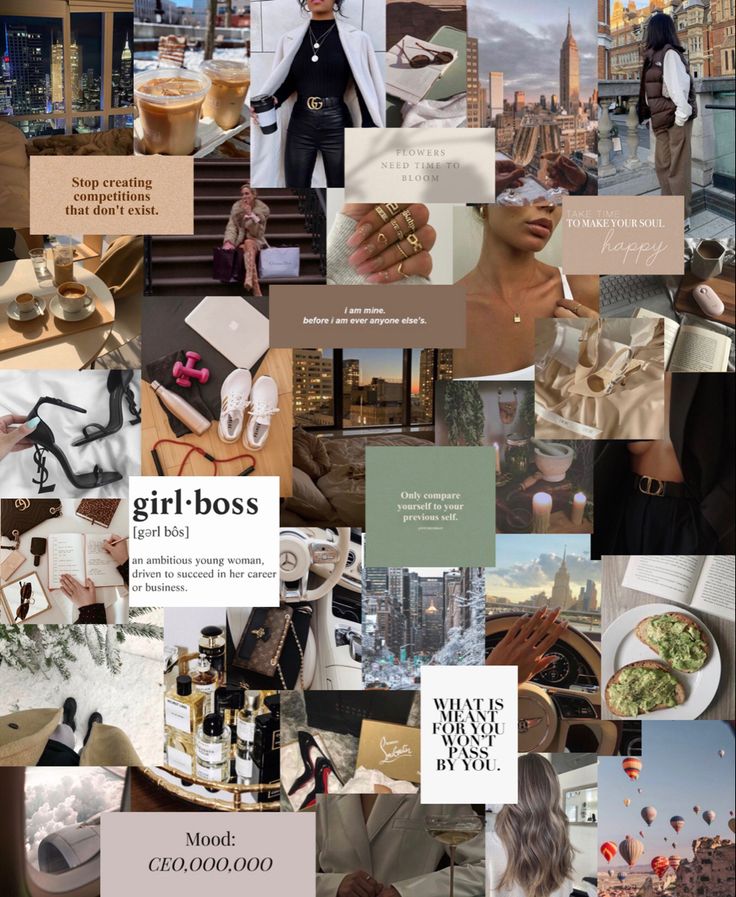 Stop creating
competitions
that don't exist.
FLOWERS
NEED TIME TO
BLOOM
TAKE TIME
TO MAKE YOUR SOUL
happy
i am mine.
before i am ever anyone else's.
Only compare
yourself to your
previous self.
girl·boss
[gərl bôs]
an ambitious young woman,
driven to succeed in her career
or business.
WHAT IS
MEANT
FOR YOU
WON'T
PASS
BY YOU.
Mood:
CEO,OOO,OOO